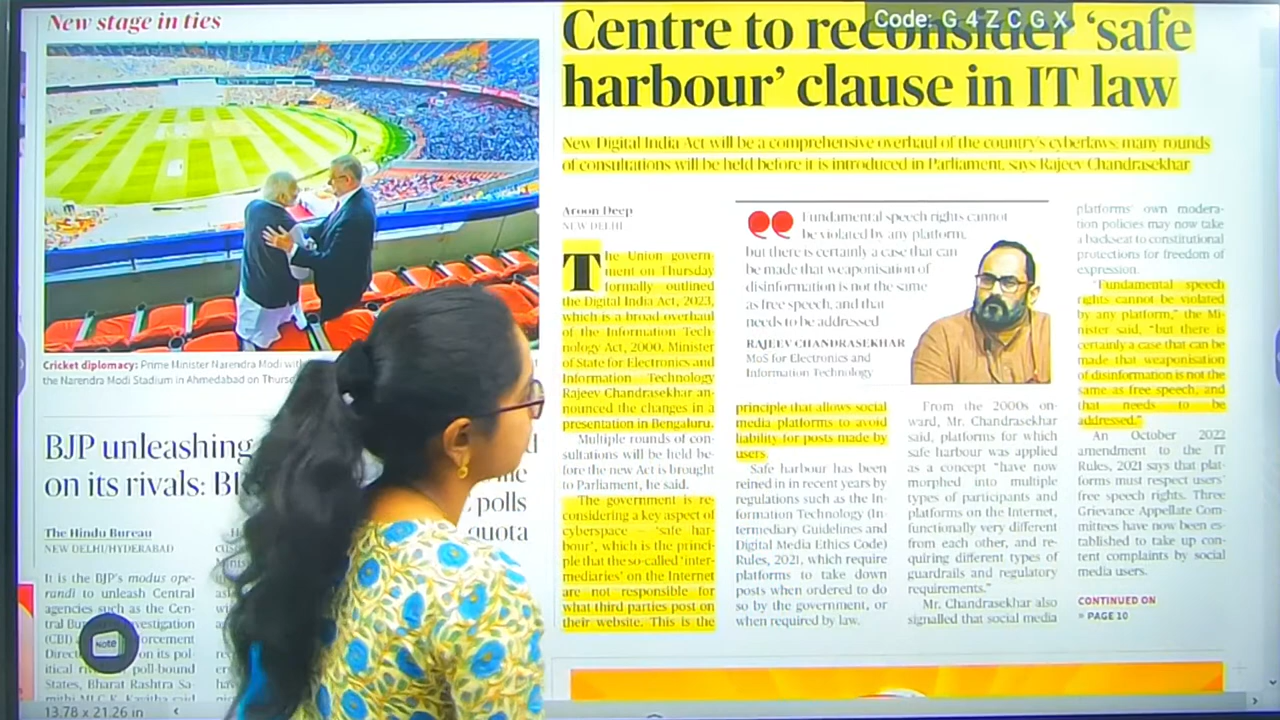 New stage in ties
Cricket diplomacy: Prime Minister Narendra Modi
the Narendra Modi Stadium in Ahmedabad on
BJP unleashing
on its rivals:
polls
quota
The Hindu Bureau
NEW DELHI/HYDERABAD
It is the BJP's modus ope-
randi to unleash Central
agencies such as the Cen-
tral
(CBI)
on its pol-
poll-bound
States, Bharat Rashtra Sa-
Note
13.78 x 21.26 in
Code: G 4 Z C G X
Centre to reconsider ‘safe
harbour’ clause in IT law
New Digital India Act will be a comprehensive overhaul of the country's cyberlaws; many rounds
of consultations will be held before it is introduced in Parliament, says Rajeev Chandrasekhar
Aroon Deep
NEW DELHI
The Union govern-
ment on Thursday
formally outlined
the Digital India Act, 2023,
which is a broad overhaul
of the Information Tech-
nology Act, 2000. Minister
of State for Electronics and
Information Technology
Rajeev Chandrasekhar an-
nounced the changes in a
presentation in Bengaluru.
Multiple rounds of con-
sultations will be held be-
fore the new Act is brought
to Parliament, he said.
The government is re-
considering a key aspect of
cyberspace — ‘safe har-
bour’, which is the princi-
ple that the so-called ‘inter-
mediaries’ on the Internet
are not responsible for
what third parties post on
their website. This is the
Fundamental speech rights cannot
be violated by any platform,
but there is certainly a case that can
be made that weaponisation of
disinformation is not the same
as free speech, and that
needs to be addressed
RAJEEV CHANDRASEKHAR
MoS for Electronics and
Information Technology
principle that allows social
media platforms to avoid
liability for posts made by
users.
Safe harbour has been
reined in in recent years by
regulations such as the In-
formation Technology (In-
termediary Guidelines and
Digital Media Ethics Code)
Rules, 2021, which require
platforms to take down
posts when ordered to do
so by the government, or
when required by law.
From the 2000s on-
ward, Mr. Chandrasekhar
said, platforms for which
safe harbour was applied
as a concept “have now
morphed into multiple
types of participants and
platforms on the Internet,
functionally very different
from each other, and re-
quiring different types of
guardrails and regulatory
requirements.”
Mr. Chandrasekhar also
signalled that social media
platforms' own modera-
tion policies may now take
a backseat to constitutional
protections for freedom of
expression.
“Fundamental speech
rights cannot be violated
by any platform,” the Mi-
nister said, “but there is
certainly a case that can be
made that weaponisation
of disinformation is not the
same as free speech, and
that needs to be
addressed.”
An October 2022
amendment to the IT
Rules, 2021 says that plat-
forms must respect users'
free speech rights. Three
Grievance Appellate Com-
mittees have now been es-
tablished to take up con-
tent complaints by social
media users.
CONTINUED ON
» PAGE 10